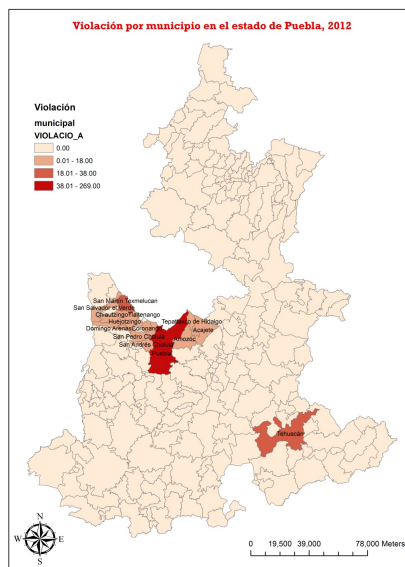 Violación por municipio en el estado de Puebla, 2012
Violación
municipal
VIOLACIO_A
0.00
0.01 - 18.00
18.01 - 38.00
38.01 - 269.00
San Martín Texmelucan
San Salvador el Verde
Chiautzingo Tlaltenango
Huejotzingo
Domingo Arenas Coronango
San Pedro Cholula
San Andrés Cholula
Puebla
Tepatlaxco de Hidalgo
Acajete
Amozoc
Tehuacán
N
W E
S
0 19,500 39,000 78,000 Meters